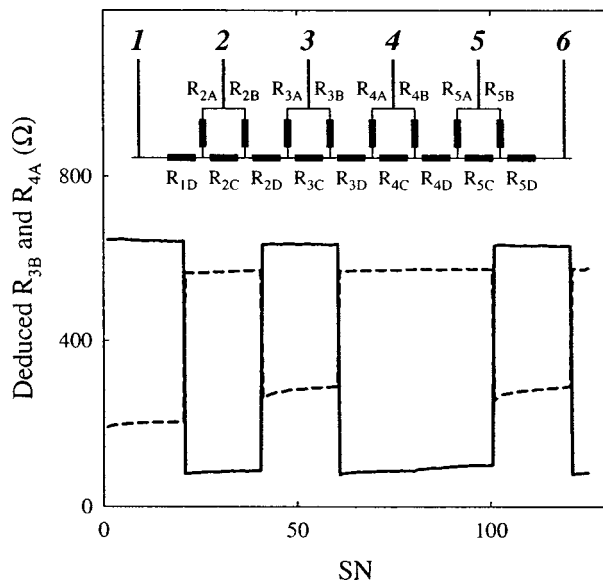 1 2 3 4 5 6
R2A R2B R3A R3B R4A R4B R5A R5B
R1D R2C R2D R3C R3D R4C R4D R5C R5D
800
400
0
0 50 100
SN
Deduced R3B and R4A (Ω)